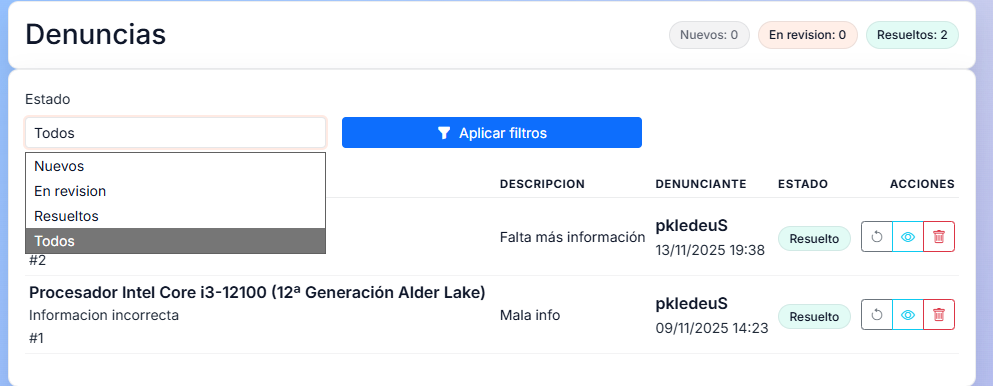 Denuncias
Nuevos: 0
En revision: 0
Resueltos: 2
Estado
Todos
Aplicar filtros
Nuevos
En revision
Resueltos
Todos
DESCRIPCION
DENUNCIANTE
ESTADO
ACCIONES
#2
Falta más información
pkledeuS
13/11/2025 19:38
Resuelto
Procesador Intel Core i3-12100 (12ª Generación Alder Lake)
Informacion incorrecta
#1
Mala info
pkledeuS
09/11/2025 14:23
Resuelto